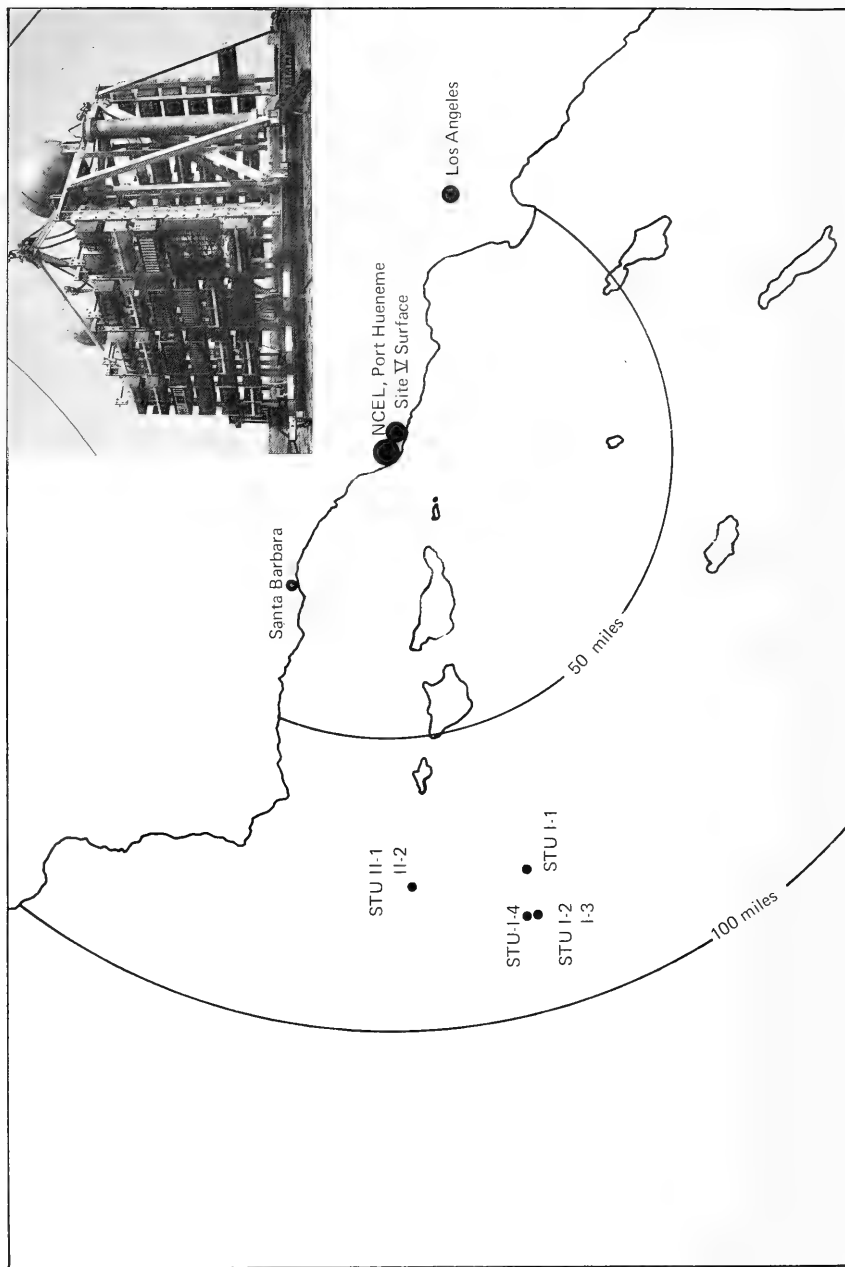 Los Angeles
NCEL, Port Hueneme
Site V Surface
Santa Barbara
50 miles
STU II-1
II-2
STU I-1
STU-I-4
STU I-2
I-3
100 miles